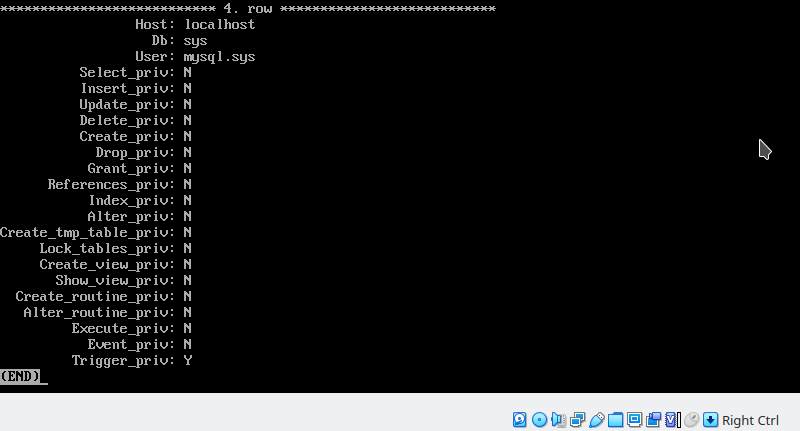 *************************** 4. row ***************************
Host: localhost
Db: sys
User: mysql.sys
Select_priv: N
Insert_priv: N
Update_priv: N
Delete_priv: N
Create_priv: N
Drop_priv: N
Grant_priv: N
References_priv: N
Index_priv: N
Alter_priv: N
Create_tmp_table_priv: N
Lock_tables_priv: N
Create_view_priv: N
Show_view_priv: N
Create_routine_priv: N
Alter_routine_priv: N
Execute_priv: N
Event_priv: N
Trigger_priv: Y
(END)
Right Ctrl